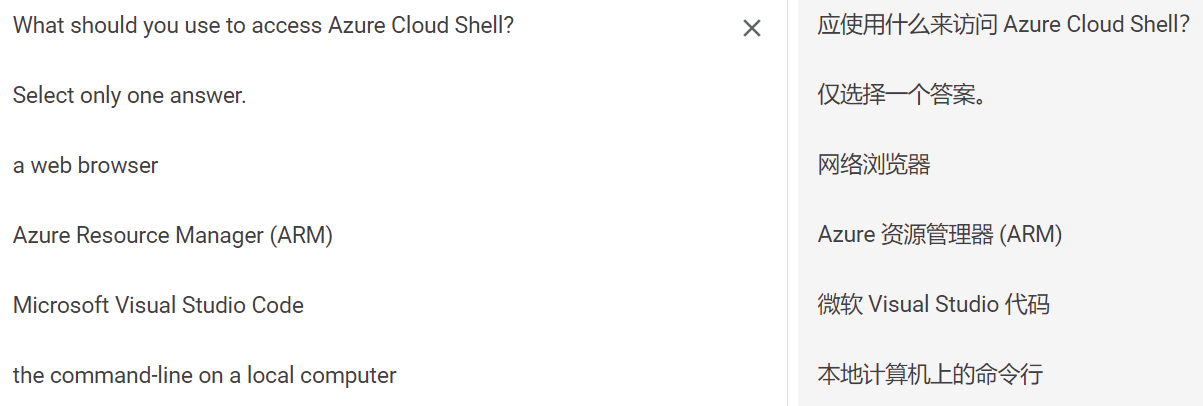 What should you use to access Azure Cloud Shell?
Select only one answer.
a web browser
Azure Resource Manager (ARM)
Microsoft Visual Studio Code
the command-line on a local computer
应使用什么来访问 Azure Cloud Shell?
仅选择一个答案。
网络浏览器
Azure 资源管理器 (ARM)
微软 Visual Studio 代码
本地计算机上的命令行